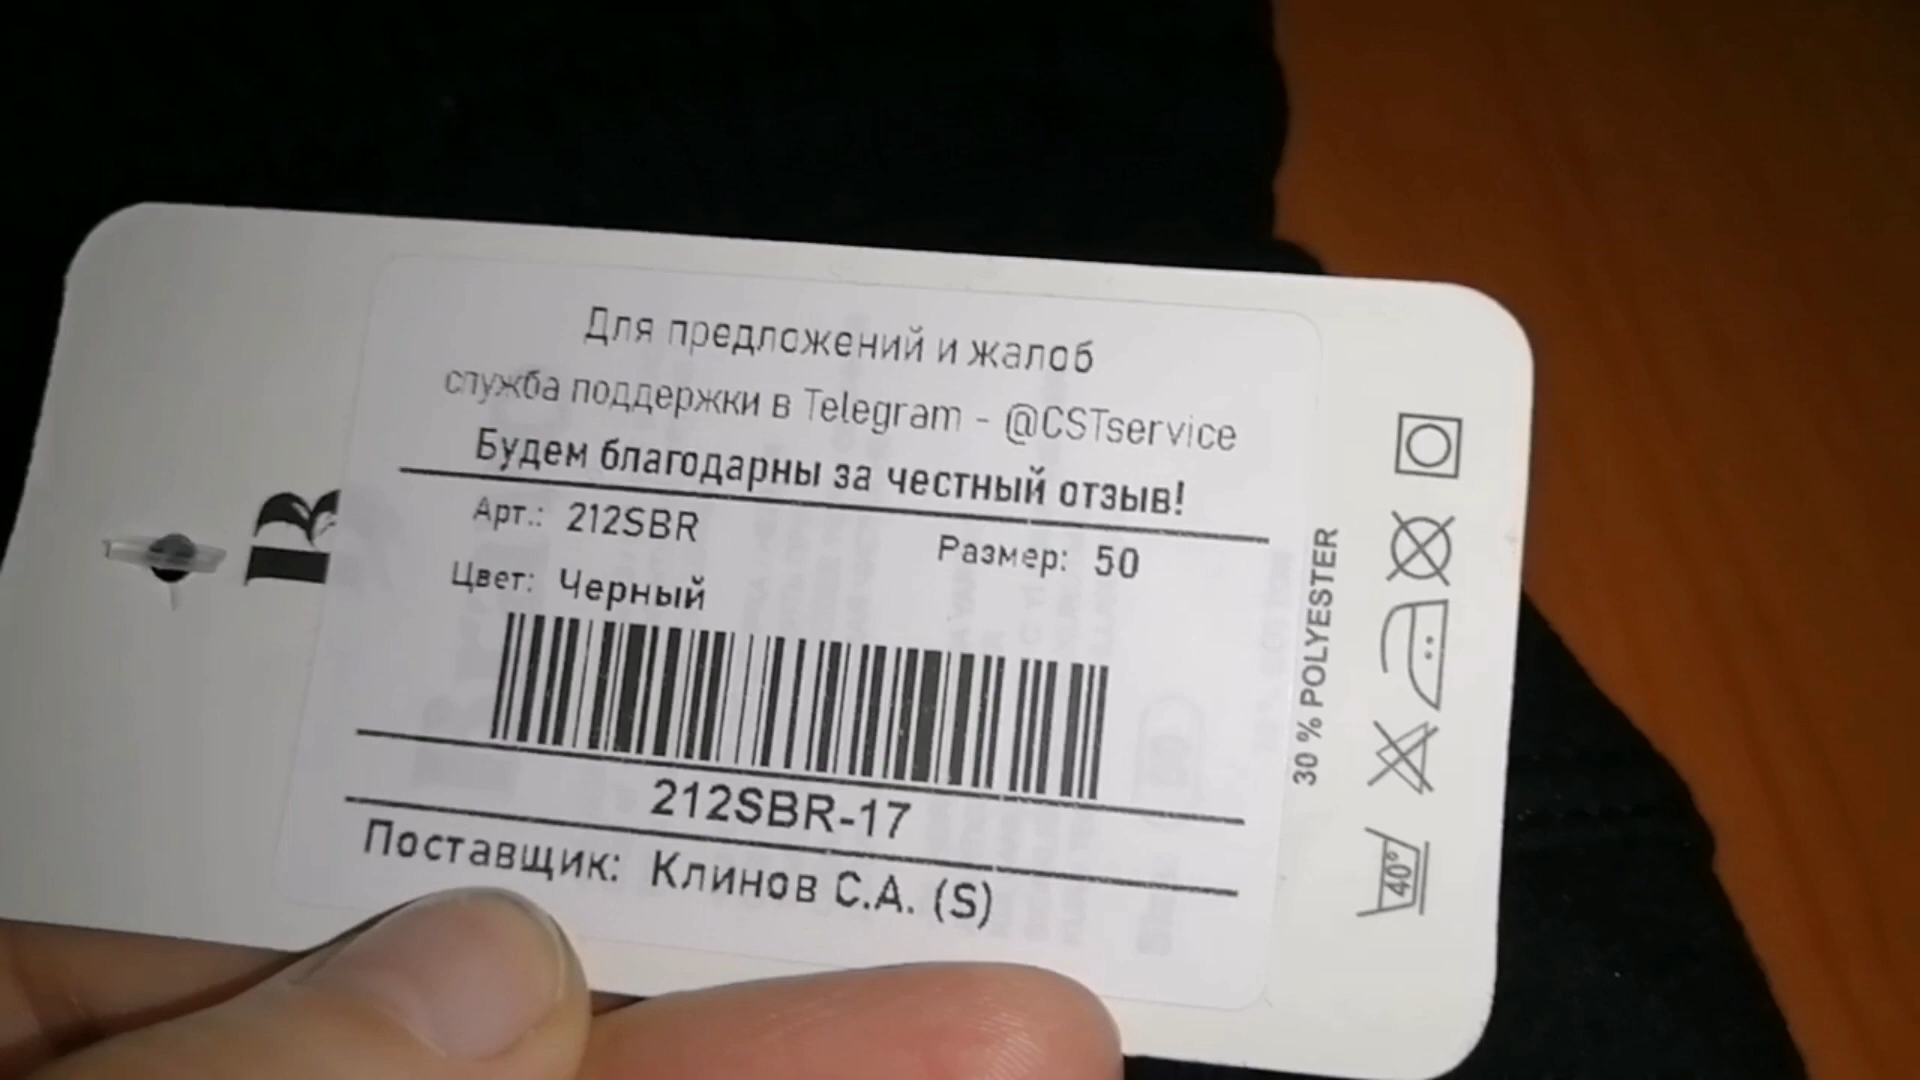 Для предложений и жалоб
служба поддержки в Telegram - @CSTservice
Будем благодарны за честный отзыв!
Арт.: 212SBR
Размер: 50
Цвет: Черный
212SBR-17
Поставщик: Клинов С.А. (S)
30 % POLYESTER
40°